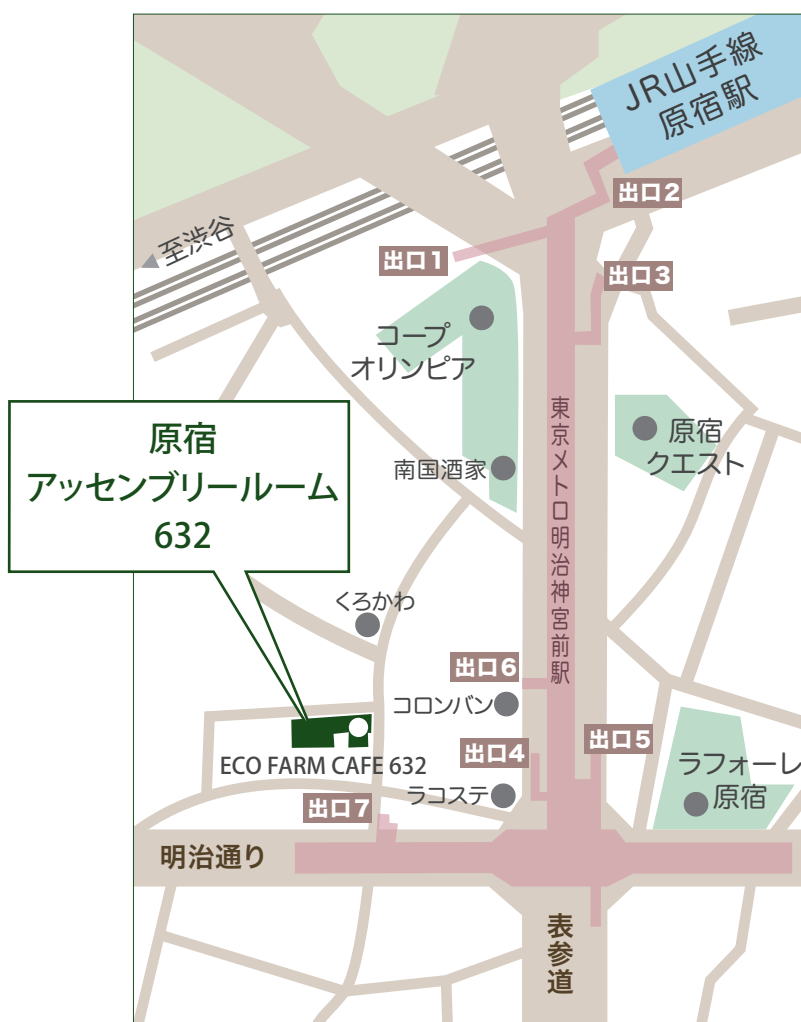 JR山手線
原宿駅
出口2
至渋谷
出口1
出口3
コープ
オリンピア
東京メトロ明治神宮前駅
原宿
クエスト
原宿
アッセンブリールーム
632
南国酒家
くろかわ
出口6
コロンバン
出口4
出口5
ECO FARM CAFE 632
ラフォーレ
原宿
ラコステ
出口7
明治通り
表参道